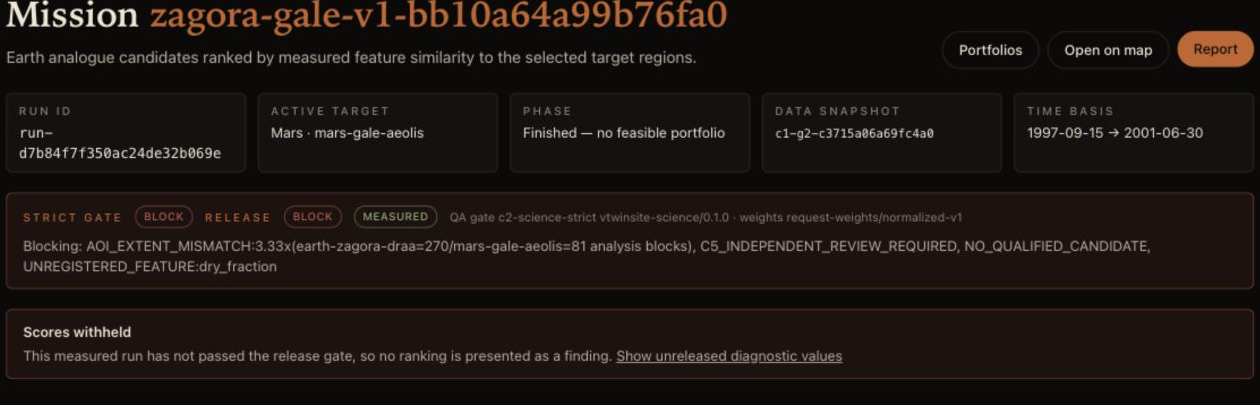 Mission zagora-gale-v1-bb10a64a99b76fa0
Earth analogue candidates ranked by measured feature similarity to the selected target regions.
Portfolios
Open on map
Report
RUN ID
run-
d7b84f7f350ac24de32b069e
ACTIVE TARGET
Mars · mars-gale-aeolis
PHASE
Finished — no feasible portfolio
DATA SNAPSHOT
c1-g2-c3715a06a69fc4a0
TIME BASIS
1997-09-15 → 2001-06-30
STRICT GATE BLOCK RELEASE BLOCK MEASURED QA gate c2-science-strict vtwinsite-science/0.1.0 · weights request-weights/normalized-v1
Blocking: AOI_EXTENT_MISMATCH:3.33x(earth-zagora-draa=270/mars-gale-aeolis=81 analysis blocks), C5_INDEPENDENT_REVIEW_REQUIRED, NO_QUALIFIED_CANDIDATE,
UNREGISTERED_FEATURE:dry_fraction
Scores withheld
This measured run has not passed the release gate, so no ranking is presented as a finding. Show unreleased diagnostic values